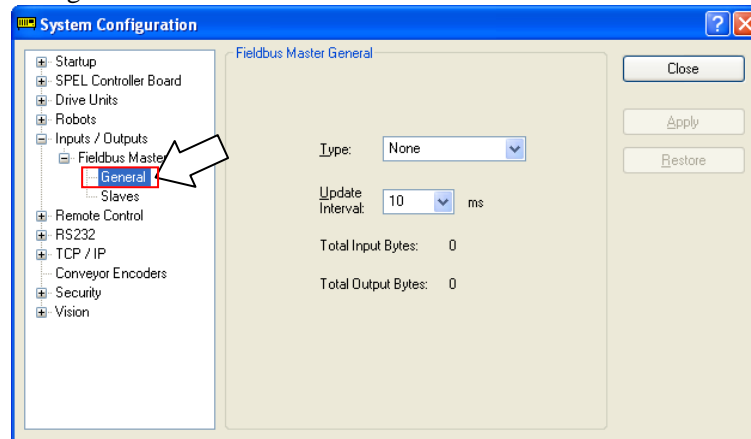 System Configuration
Startup
SPEL Controller Board
Drive Units
Robots
Inputs / Outputs
Fieldbus Master
General
Slaves
Remote Control
RS232
TCP / IP
Conveyor Encoders
Security
Vision
Fieldbus Master General
Type: None
Update Interval: 10 ms
Total Input Bytes: 0
Total Output Bytes: 0
Close
Apply
Restore